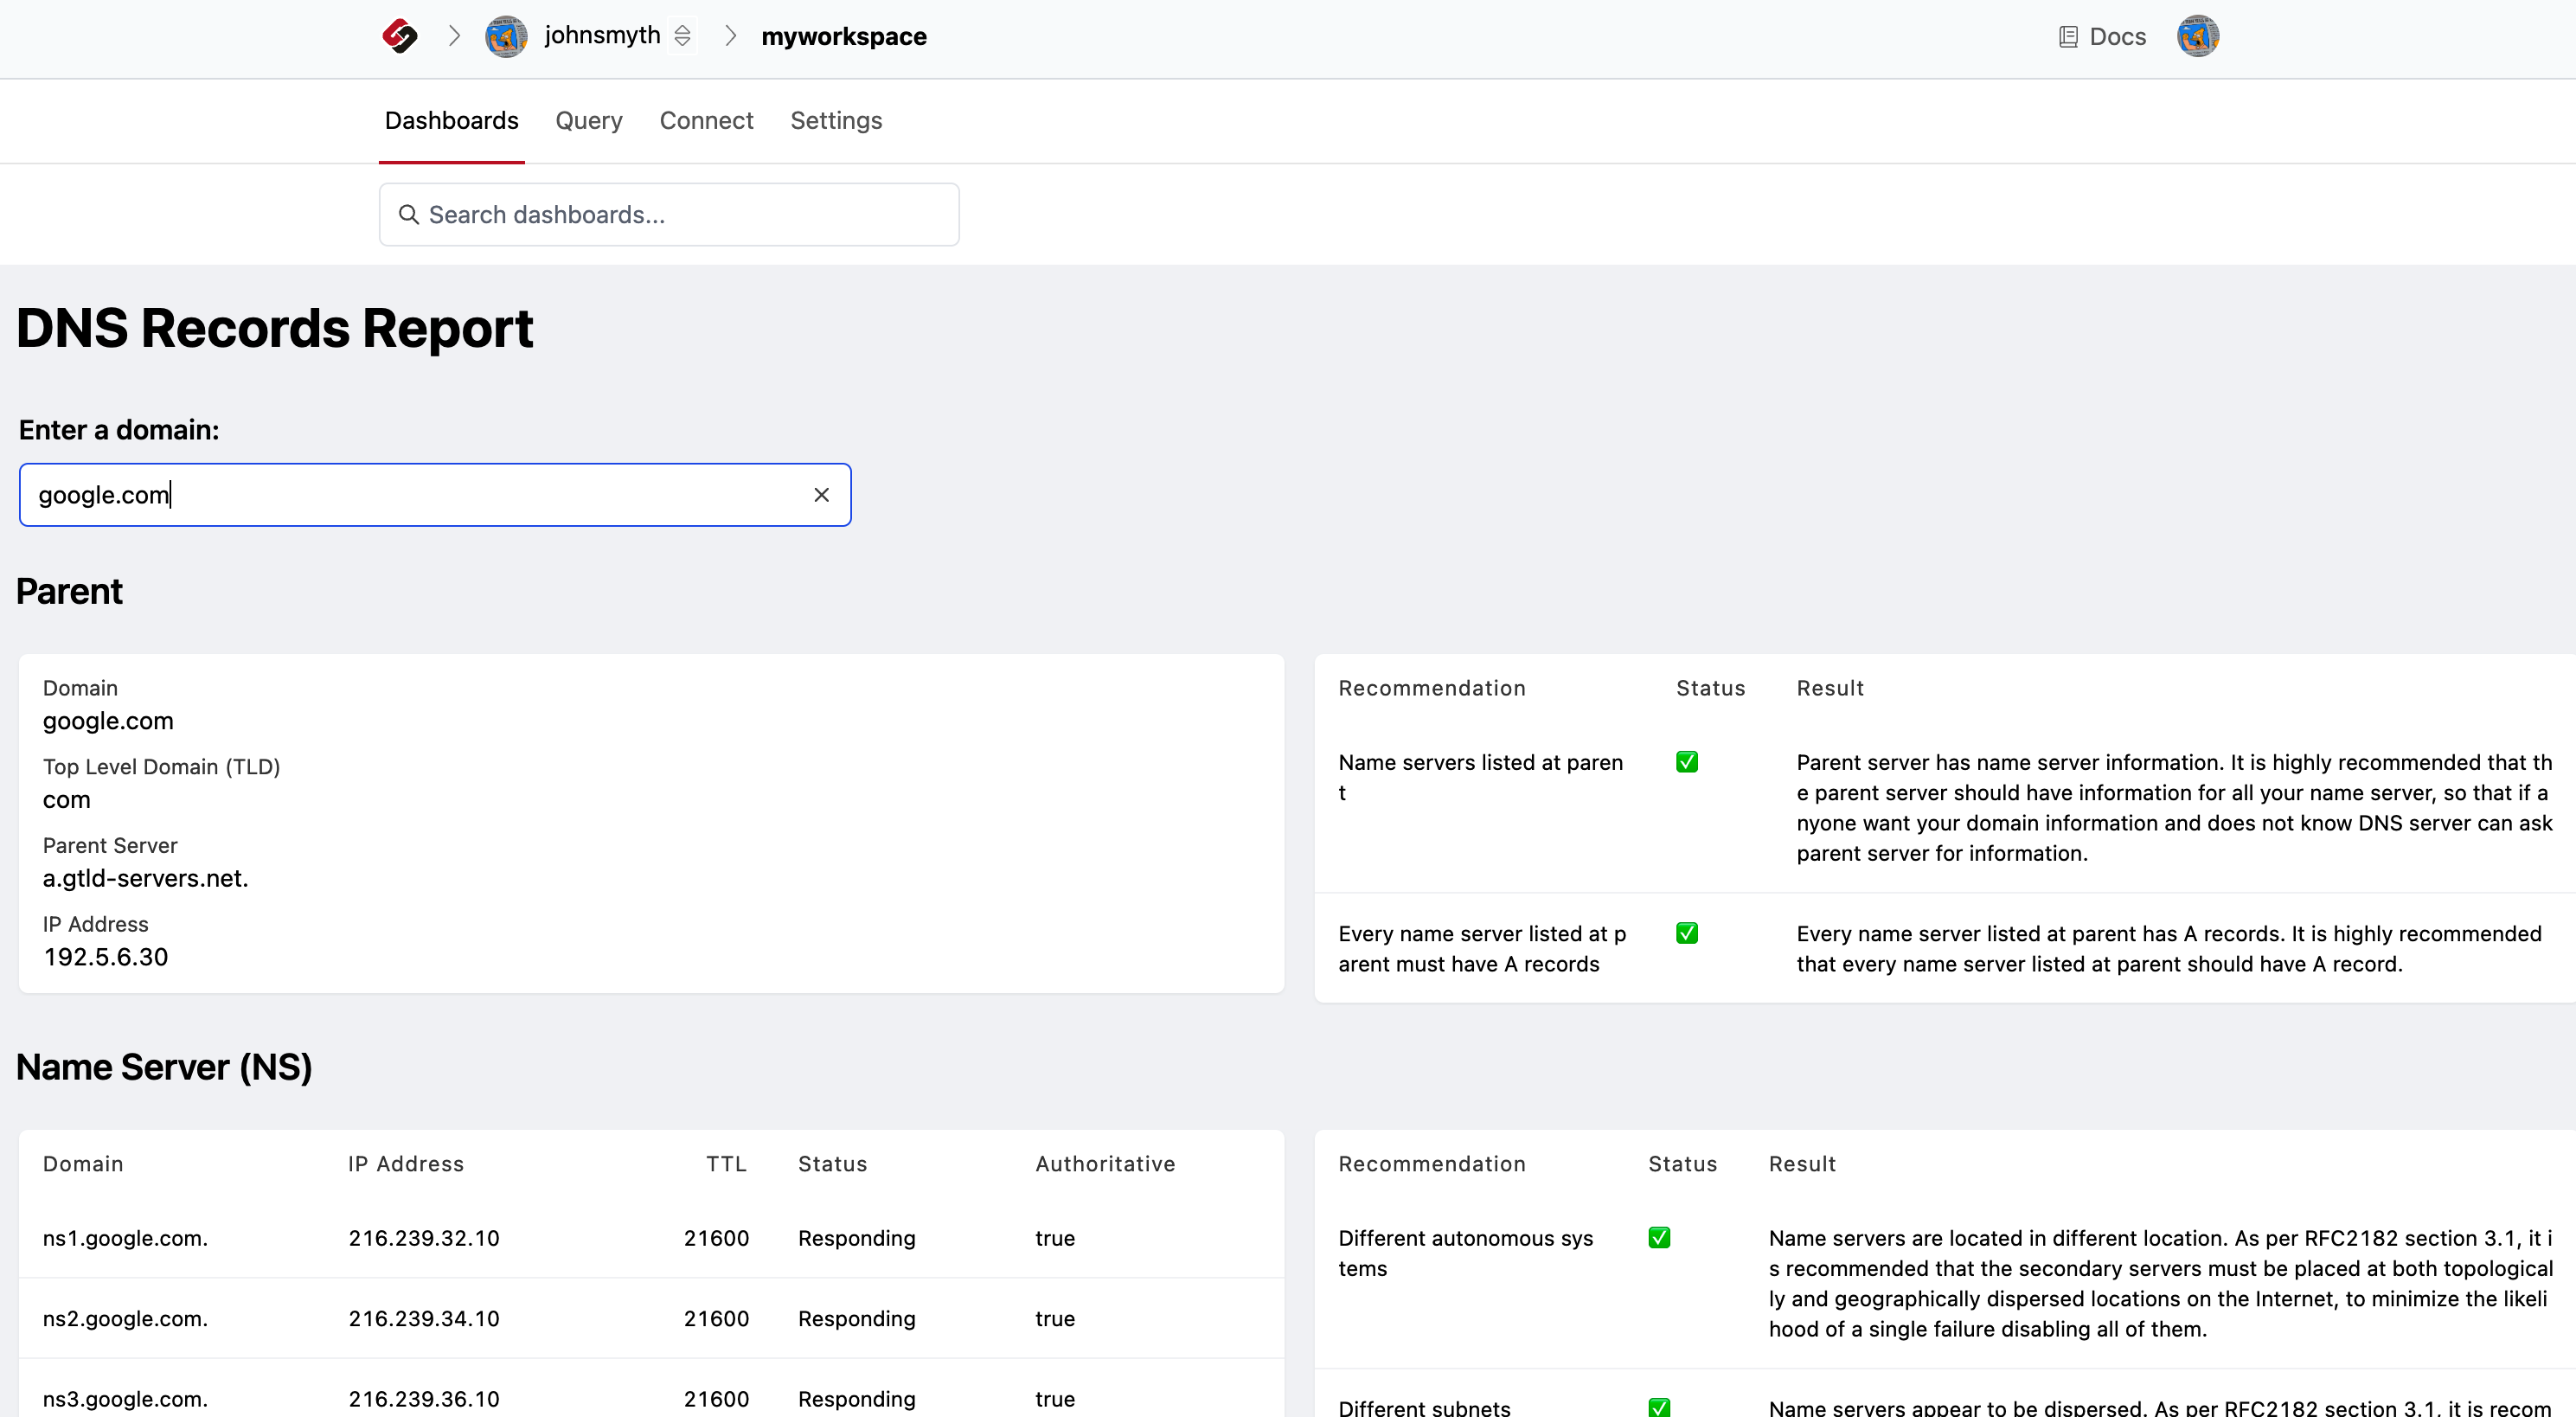 johnsmyth
myworkspace
Docs
Dashboards
Query
Connect
Settings
Search dashboards...
DNS Records Report
Enter a domain:
google.com
Parent
Domain
google.com
Top Level Domain (TLD)
com
Parent Server
a.gtld-servers.net.
IP Address
192.5.6.30
Recommendation Status Result
Name servers listed at paren
t
Parent server has name server information. It is highly recommended that th
e parent server should have information for all your name server, so that if a
nyone want your domain information and does not know DNS server can ask
parent server for information.
Every name server listed at p
arent must have A records
Every name server listed at parent has A records. It is highly recommended
that every name server listed at parent should have A record.
Name Server (NS)
Domain IP Address TTL Status Authoritative
ns1.google.com. 216.239.32.10 21600 Responding true
ns2.google.com. 216.239.34.10 21600 Responding true
ns3.google.com. 216.239.36.10 21600 Responding true
Recommendation Status Result
Different autonomous sys
tems
Name servers are located in different location. As per RFC2182 section 3.1, it i
s recommended that the secondary servers must be placed at both topological
ly and geographically dispersed locations on the Internet, to minimize the likeli
hood of a single failure disabling all of them.
Different subnets
Name servers appear to be dispersed. As per RFC2182 section 3.1, it is recom